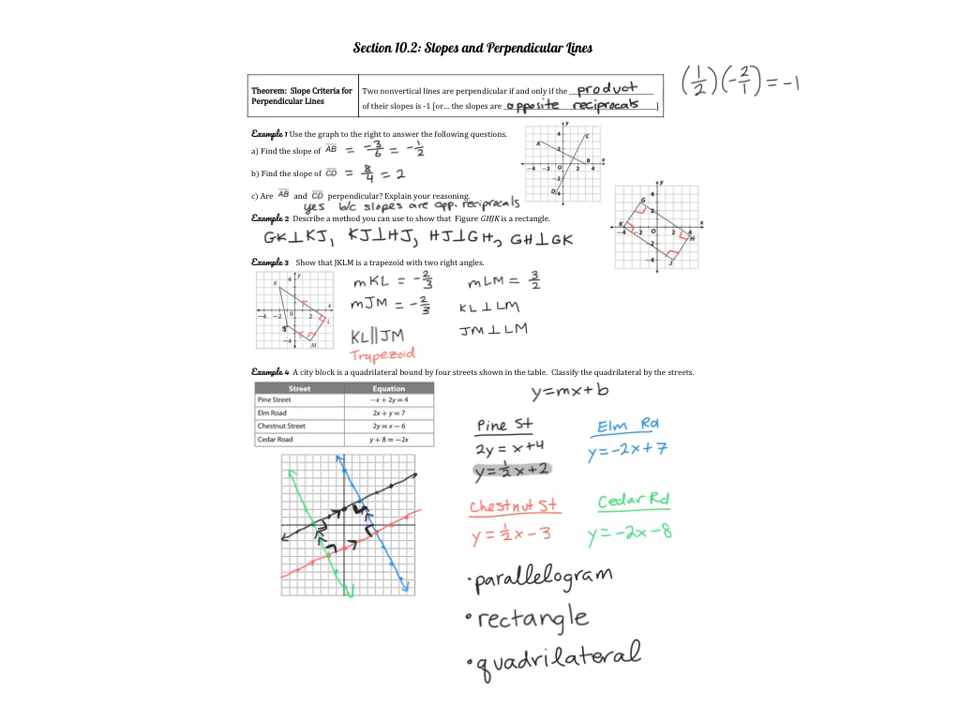 Section 10.2: Slopes and Perpendicular Lines
(1/2)(-2/1) = -1
Theorem: Slope Criteria for Perpendicular Lines
Two nonvertical lines are perpendicular if and only if the product
of their slopes is -1 [or... the slopes are opposite reciprocals ]
Example 1 Use the graph to the right to answer the following questions.
a) Find the slope of AB = -3/6 = -1/2
b) Find the slope of CD = 8/4 = 2
c) Are AB and CD perpendicular? Explain your reasoning.
yes b/c slopes are opp. reciprocals
Example 2 Describe a method you can use to show that Figure GHJK is a rectangle.
GK⊥KJ, KJ⊥HJ, HJ⊥GH, GH⊥GK
Example 3 Show that JKLM is a trapezoid with two right angles.
mKL = -2/3 mLM = 3/2
mJM = -2/3 KL⊥LM
KL||JM JM⊥LM
Trapezoid
Example 4 A city block is a quadrilateral bound by four streets shown in the table. Classify the quadrilateral by the streets.
Street Equation
Pine Street -x + 2y = 4
Elm Road 2x + y = 7
Chestnut Street 2y = x - 6
Cedar Road y + 8 = -2x
y=mx+b
Pine St Elm Rd
2y = x+4 y=-2x+7
y=1/2x+2
Chestnut St Cedar Rd
y=1/2x-3 y=-2x-8
•parallelogram
•rectangle
•quadrilateral